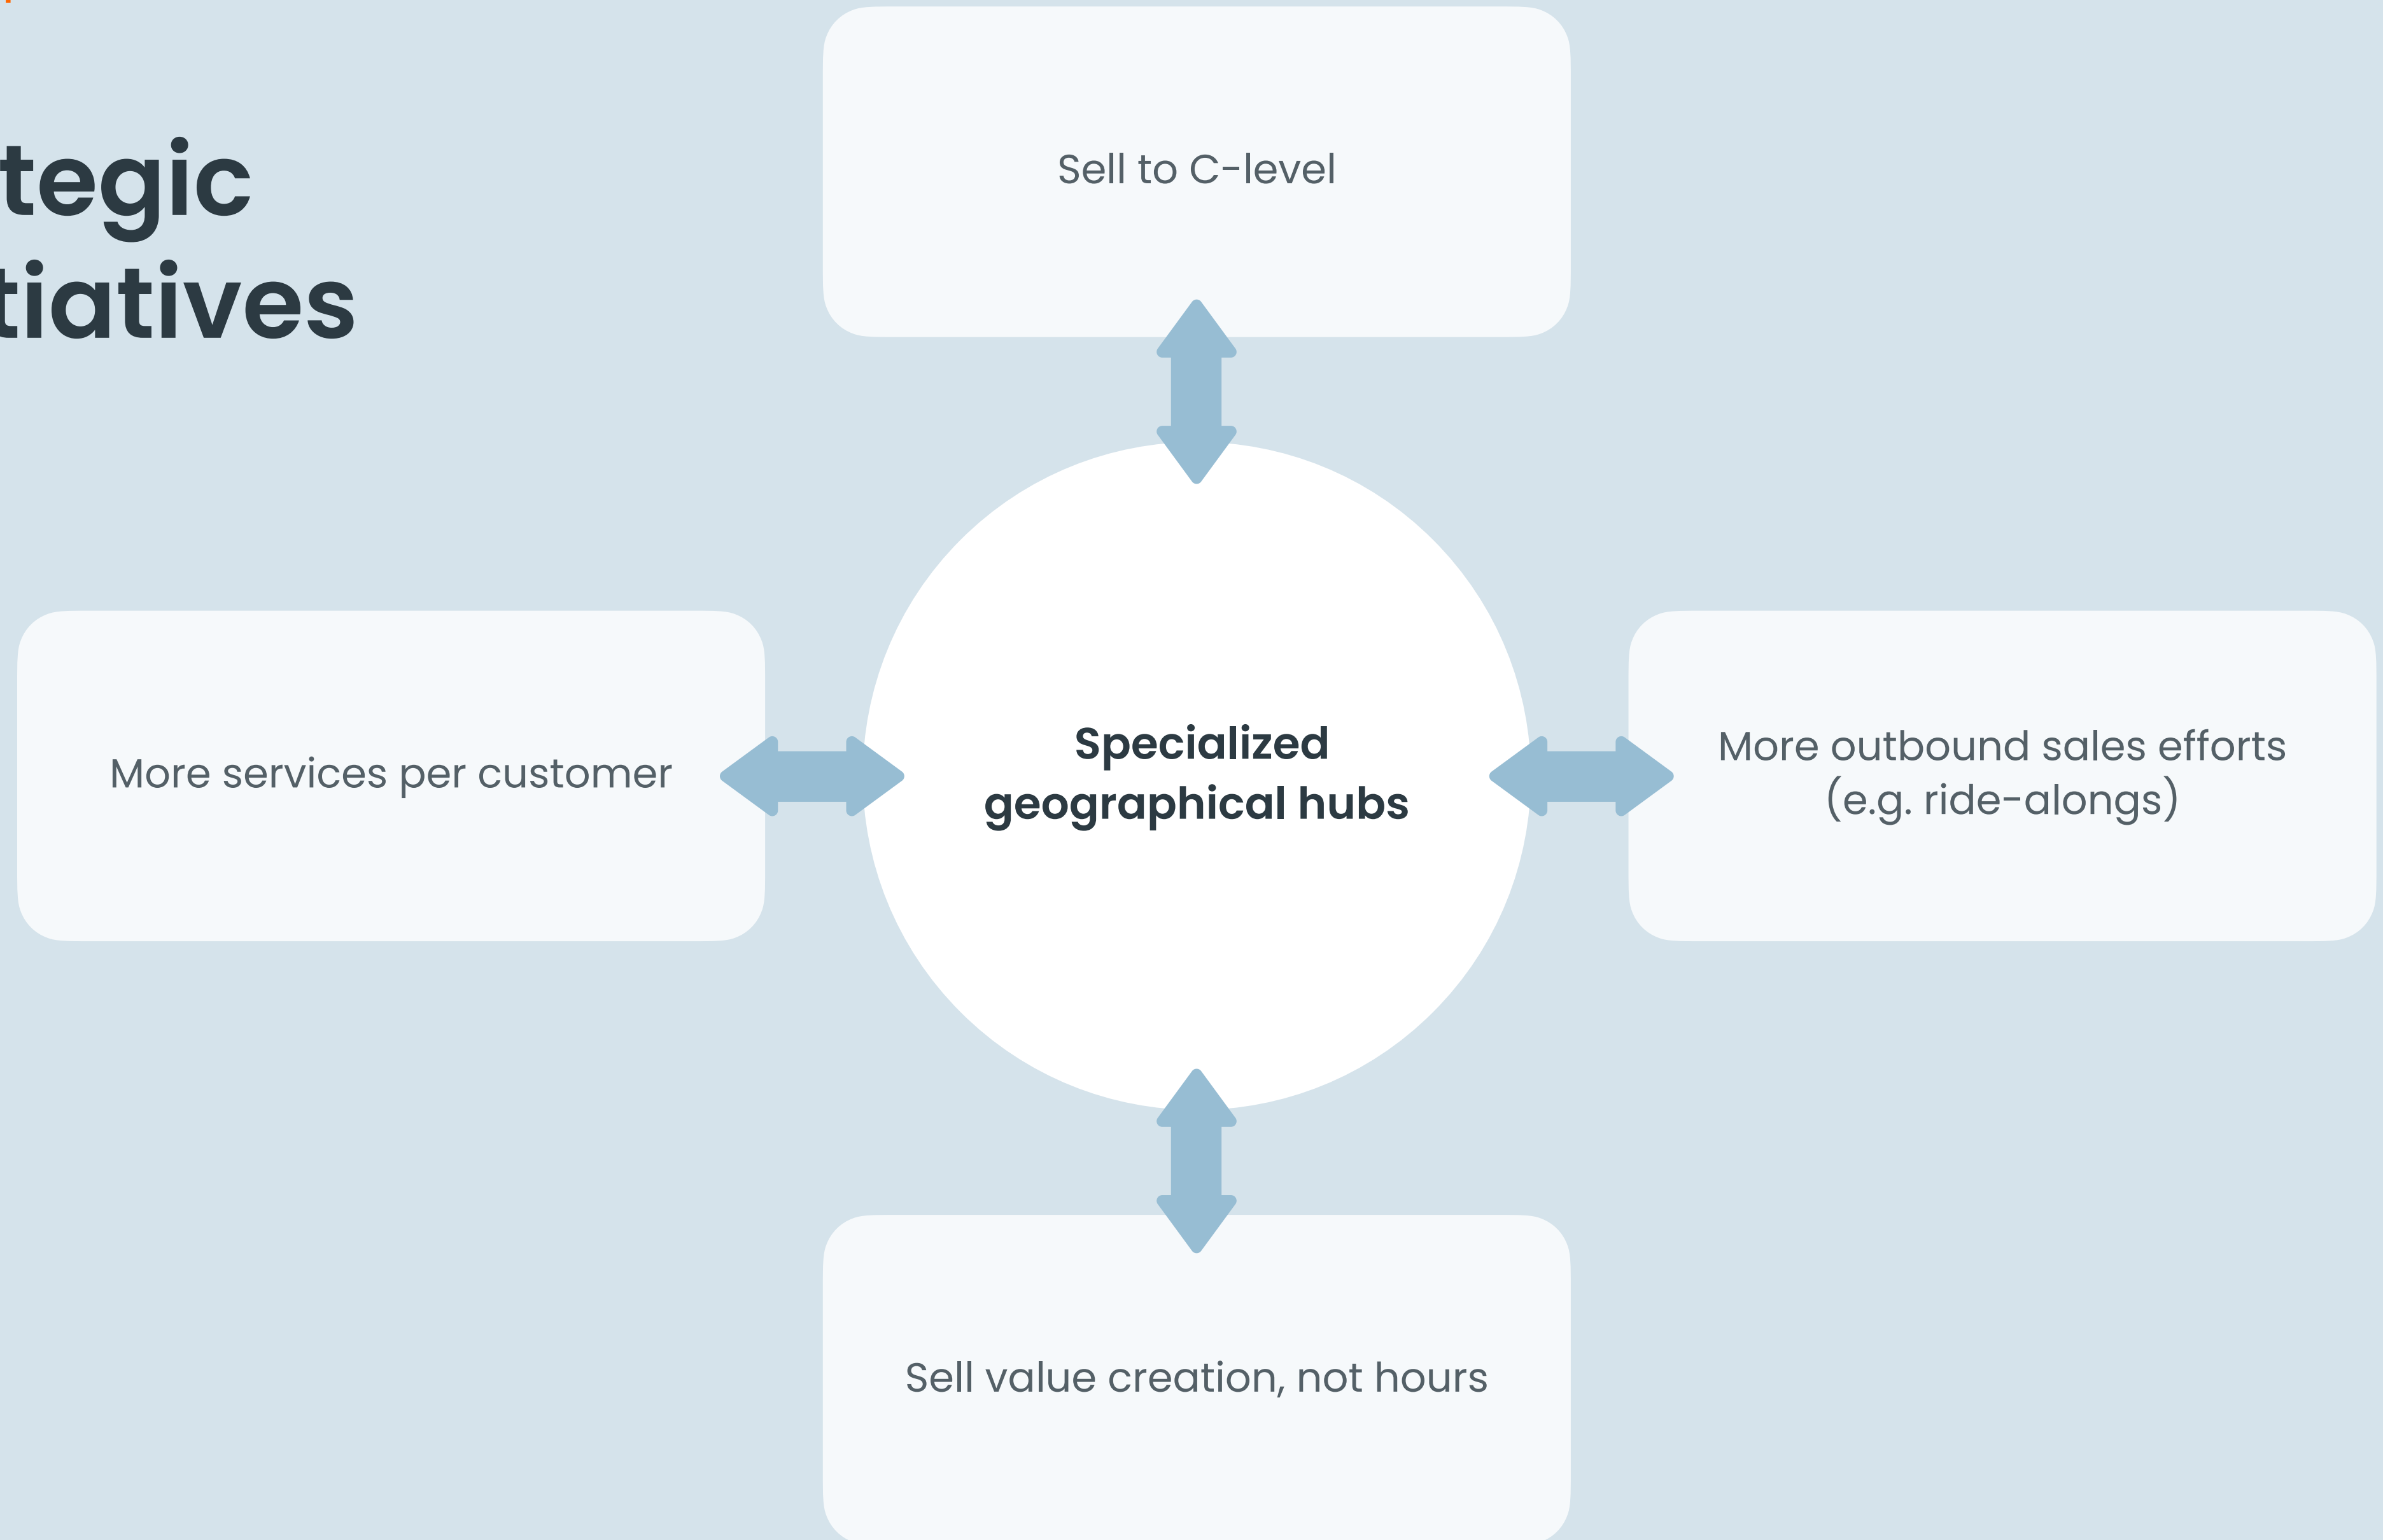 tegic
tiatives
Sell to C-level
More services per customer
Specialized
geographical hubs
More outbound sales efforts
(e.g. ride-alongs)
Sell value creation, not hours